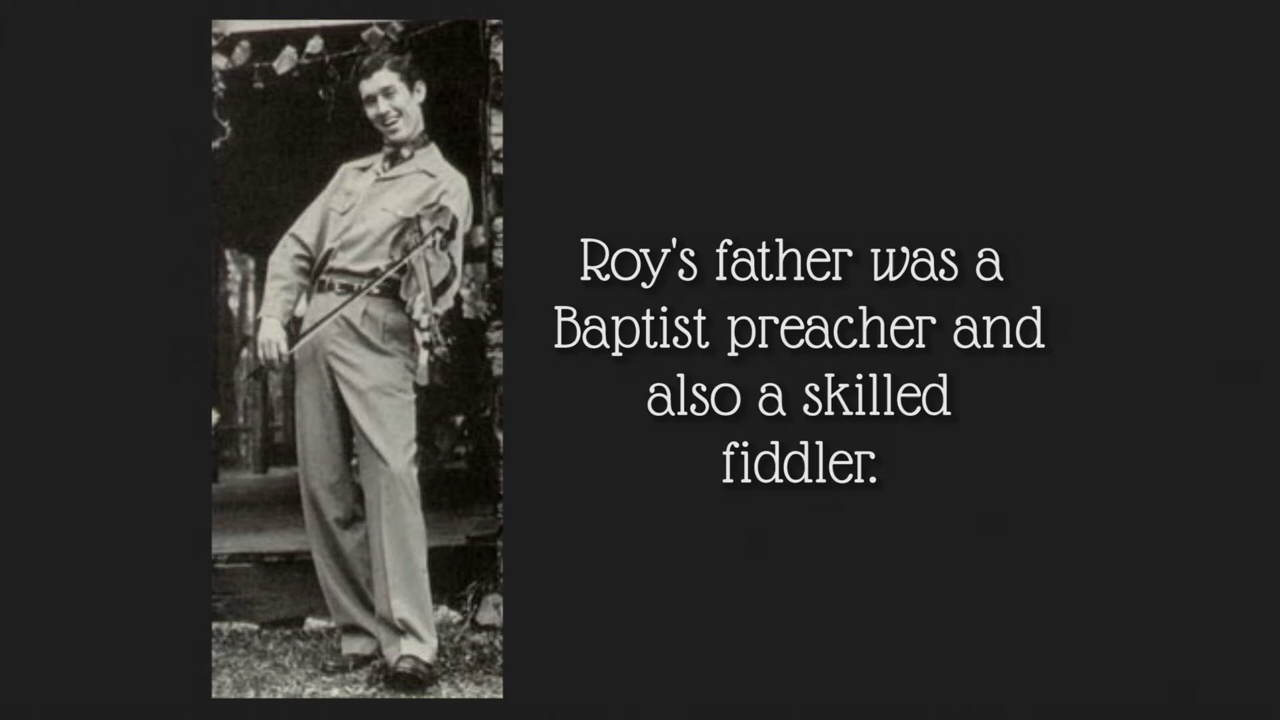 Roy's father was a
Baptist preacher and
also a skilled
fiddler.